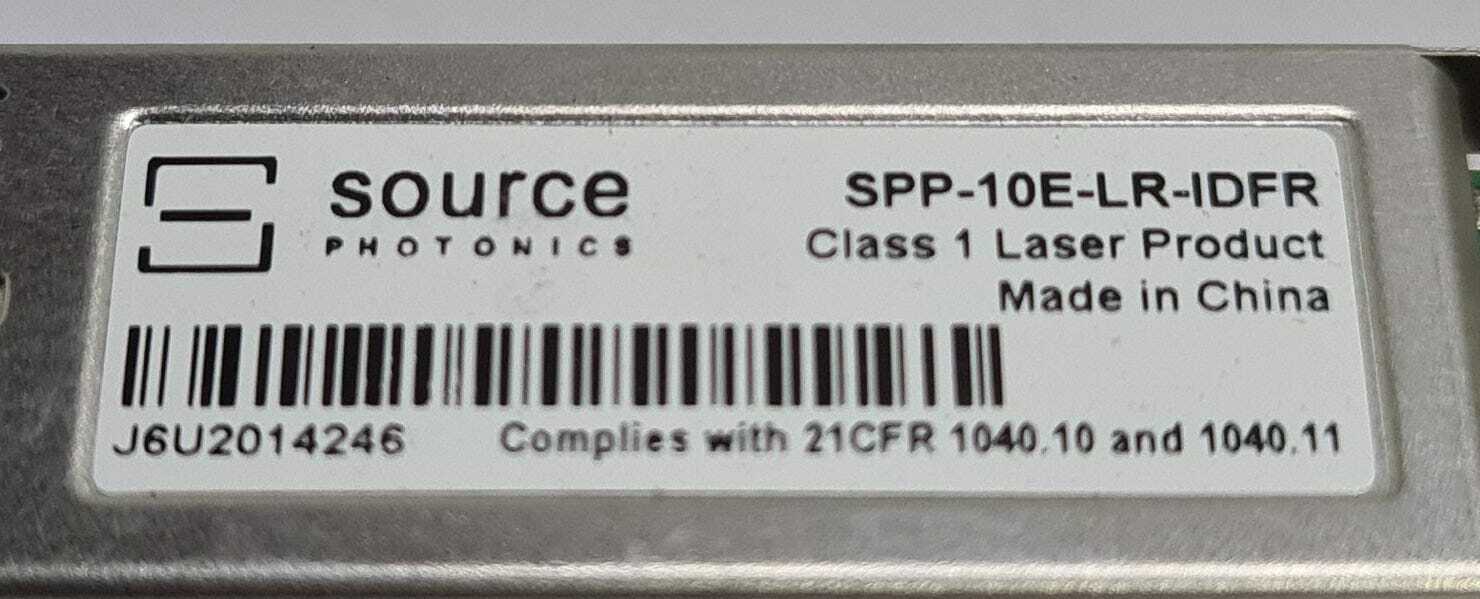 source
PHOTONICS
SPP-10E-LR-IDFR
Class 1 Laser Product
Made in China
J6U2014246
Complies with 21CFR 1040.10 and 1040.11